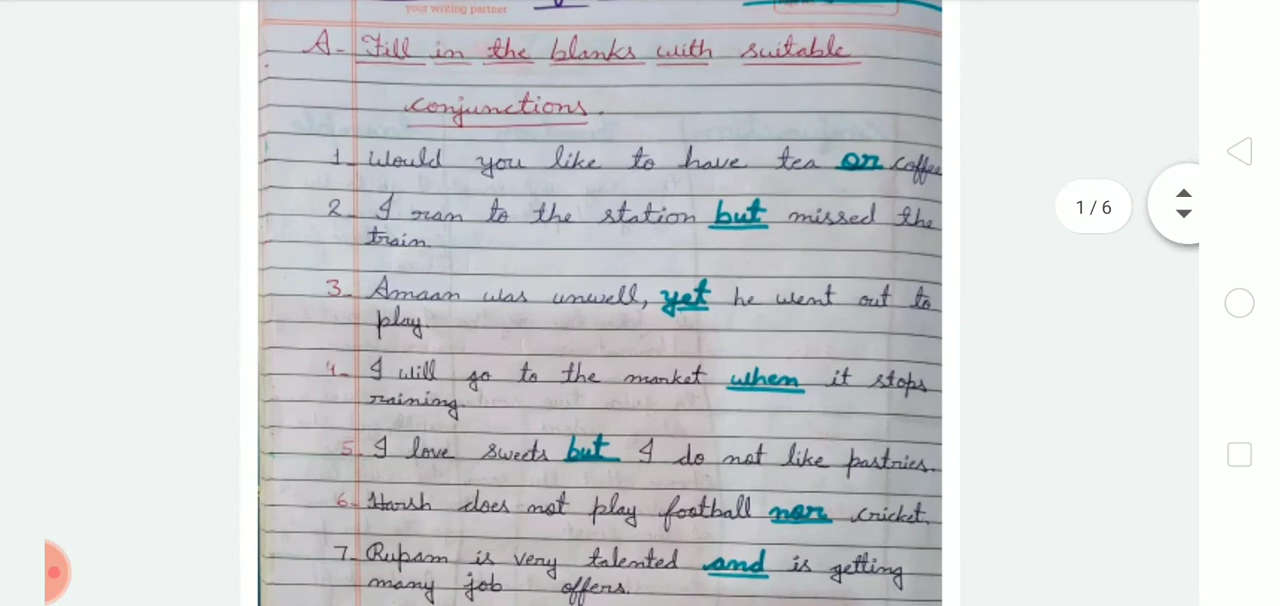 your writing partner
A- Fill in the blanks with suitable
conjunctions.
1- Would you like to have tea or coffee
2- I ran to the station but missed the
train.
3- Amaan was unwell, yet he went out to
play.
4- I will go to the market when it stops
raining.
5. I love sweets but I do not like pastries.
6- Harsh does not play football nor cricket.
7- Rupam is very talented and is getting
many job offers.
1 / 6